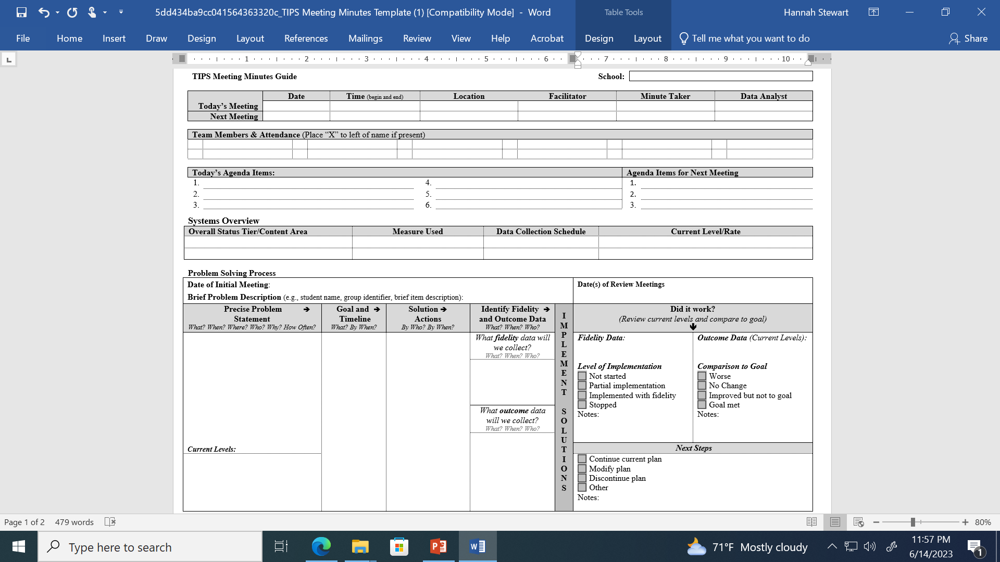 5dd434ba9cc041564363320c_TIPS Meeting Minutes Template (1) [Compatibility Mode] - Word
Table Tools
Hannah Stewart
File Home Insert Draw Design Layout References Mailings Review View Help Acrobat Design Layout Tell me what you want to do Share
L
1 2 3 4 5 6 7 8 9 10
TIPS Meeting Minutes Guide School:
Date Time (begin and end) Location Facilitator Minute Taker Data Analyst
Today’s Meeting
Next Meeting
Team Members & Attendance (Place “X” to left of name if present)
Today’s Agenda Items: Agenda Items for Next Meeting
1. 4. 1.
2. 5. 2.
3. 6. 3.
Systems Overview
Overall Status Tier/Content Area Measure Used Data Collection Schedule Current Level/Rate
Problem Solving Process
Date of Initial Meeting: Date(s) of Review Meetings
Brief Problem Description (e.g., student name, group identifier, brief item description):
Precise Problem → Statement
What? When? Where? Who? Why? How Often?
Goal and → Timeline
What? By When?
Solution → Actions
By Who? By When?
Identify Fidelity → and Outcome Data
What? When? Who?
IMPLEMENT SOLUTIONS
Did it work?
(Review current levels and compare to goal)
What fidelity data will
we collect?
What? When? Who?
What outcome data
will we collect?
What? When? Who?
Current Levels:
Fidelity Data:
Level of Implementation
Not started
Partial implementation
Implemented with fidelity
Stopped
Notes:
Outcome Data (Current Levels):
Comparison to Goal
Worse
No Change
Improved but not to goal
Goal met
Notes:
Next Steps
Continue current plan
Modify plan
Discontinue plan
Other
Notes:
Page 1 of 2 479 words 80%
Type here to search
71°F Mostly cloudy
11:57 PM
6/14/2023
1